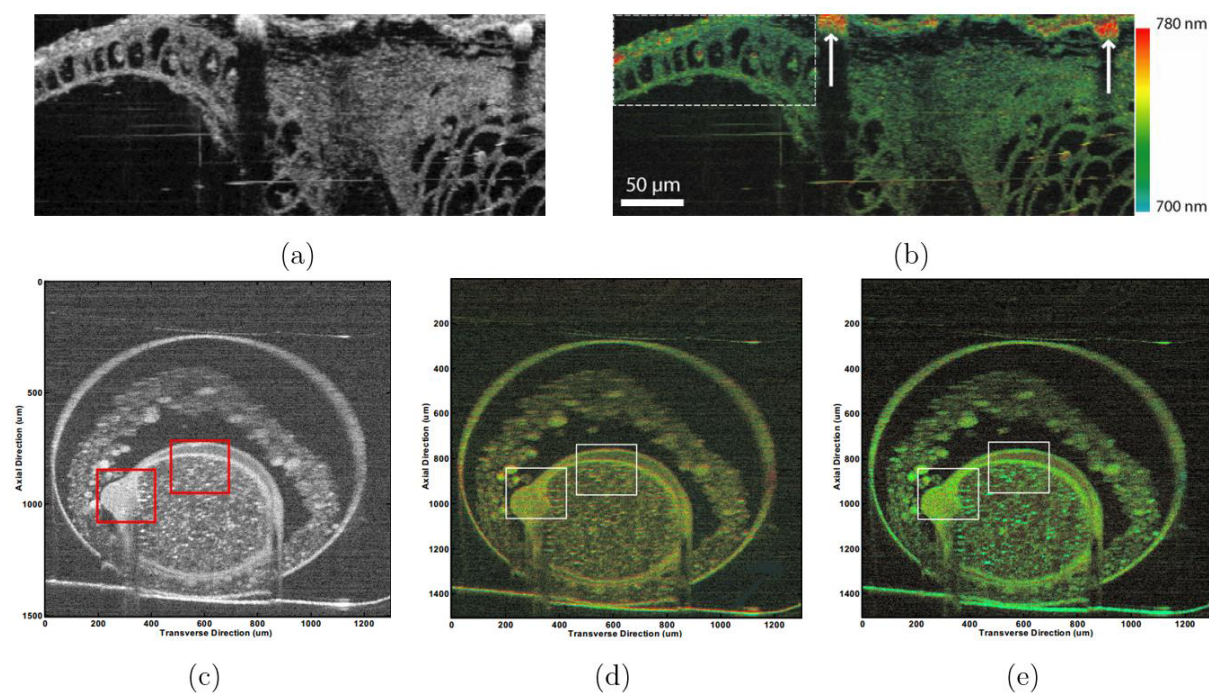 780 nm
50 µm
700 nm
(a)
(b)
0
500
1000
1500
Axial Direction (um)
0 200 400 600 800 1000 1200
Transverse Direction (um)
200
400
600
800
1000
1200
1400
Axial Direction (um)
0 200 400 600 800 1000 1200
Transverse Direction (um)
200
400
600
800
1000
1200
1400
Axial Direction (um)
0 200 400 600 800 1000 1200
Transverse Direction (um)
(c)
(d)
(e)